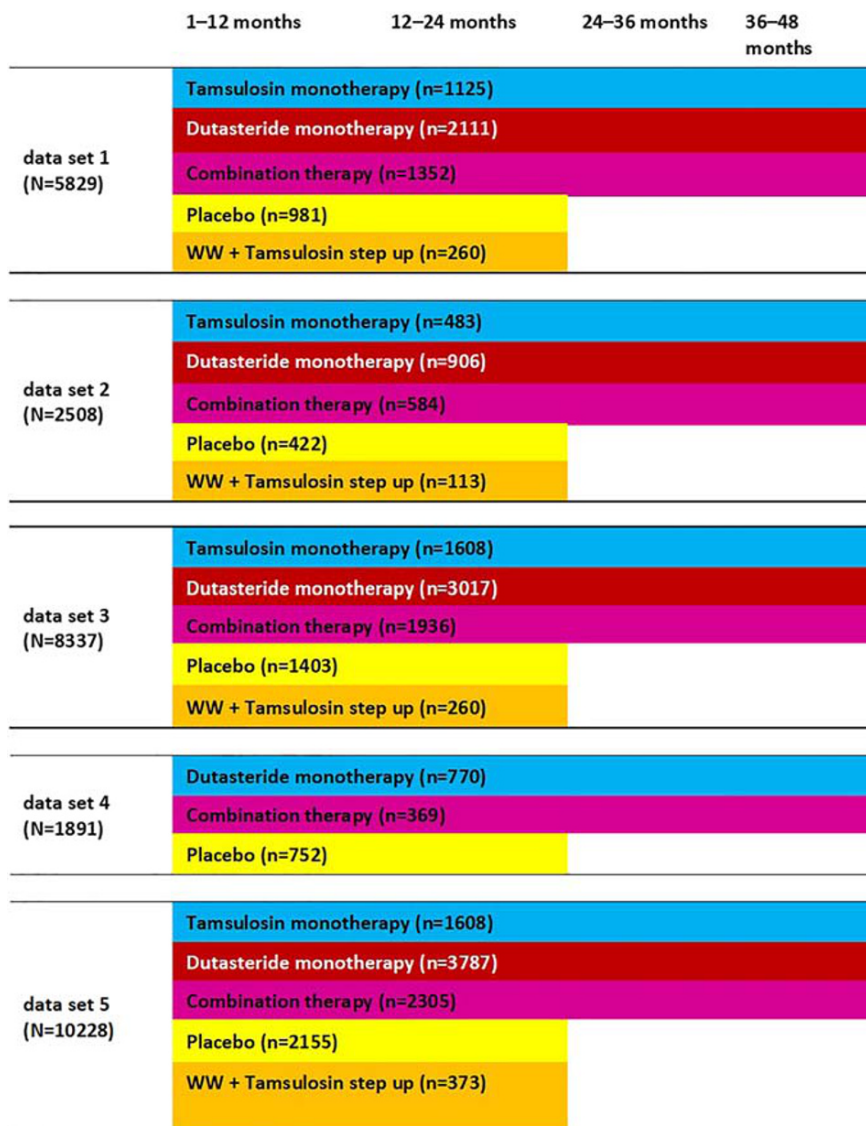 1–12 months 12–24 months 24–36 months 36–48
months
data set 1
(N=5829)
Tamsulosin monotherapy (n=1125)
Dutasteride monotherapy (n=2111)
Combination therapy (n=1352)
Placebo (n=981)
WW + Tamsulosin step up (n=260)
data set 2
(N=2508)
Tamsulosin monotherapy (n=483)
Dutasteride monotherapy (n=906)
Combination therapy (n=584)
Placebo (n=422)
WW + Tamsulosin step up (n=113)
data set 3
(N=8337)
Tamsulosin monotherapy (n=1608)
Dutasteride monotherapy (n=3017)
Combination therapy (n=1936)
Placebo (n=1403)
WW + Tamsulosin step up (n=260)
data set 4
(N=1891)
Dutasteride monotherapy (n=770)
Combination therapy (n=369)
Placebo (n=752)
data set 5
(N=10228)
Tamsulosin monotherapy (n=1608)
Dutasteride monotherapy (n=3787)
Combination therapy (n=2305)
Placebo (n=2155)
WW + Tamsulosin step up (n=373)